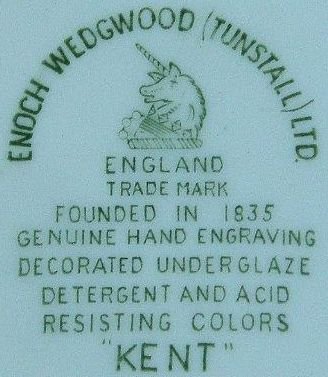 ENOCH WEDGWOOD (TUNSTALL) LTD.
ENGLAND
TRADE MARK
FOUNDED IN 1835
GENUINE HAND ENGRAVING
DECORATED UNDERGLAZE
DETERGENT AND ACID
RESISTING COLORS
"KENT"